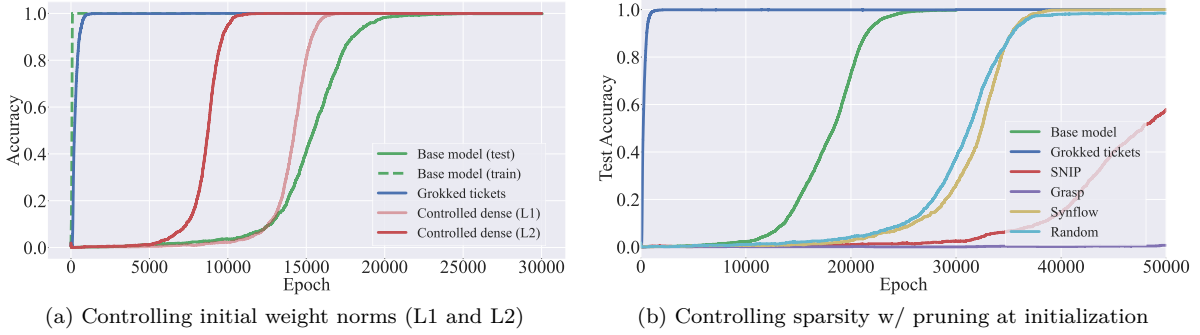 Accuracy
1.0
0.8
0.6
0.4
0.2
0.0
0
5000
10000
15000
20000
25000
30000
Epoch
Base model (test)
Base model (train)
Grokked tickets
Controlled dense (L1)
Controlled dense (L2)
(a) Controlling initial weight norms (L1 and L2)
Test Accuracy
1.0
0.8
0.6
0.4
0.2
0.0
0
10000
20000
30000
40000
50000
Epoch
Base model
Grokked tickets
SNIP
Grasp
Synflow
Random
(b) Controlling sparsity w/ pruning at initialization